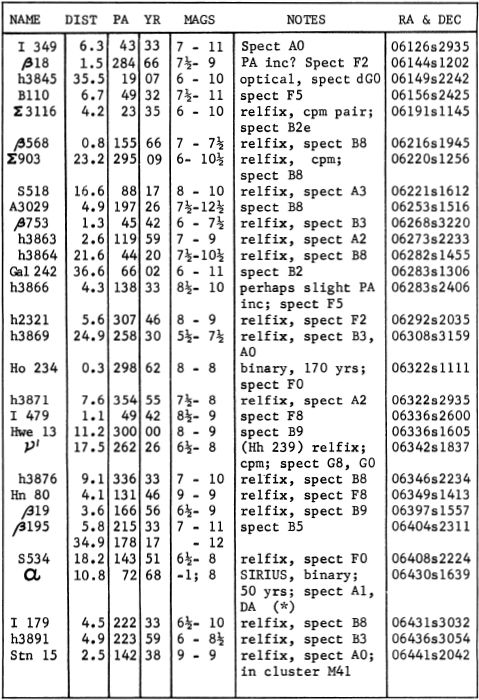 NAME DIST PA YR MAGS NOTES RA & DEC
I 349 6.3 43 33 7 - 11 Spect A0 06126s2935
β18 1.5 284 66 7½- 9 PA inc? Spect F2 06144s1202
h3845 35.5 19 07 6 - 10 optical, spect dG0 06149s2242
B110 6.7 49 32 7½- 11 spect F5 06156s2425
Σ3116 4.2 23 35 6 - 10 relfix, cpm pair; 06191s1145
spect B2e
β568 0.8 155 66 7 - 7½ relfix, spect B8 06216s1945
Σ903 23.2 295 09 6- 10½ relfix, cpm; 06220s1256
spect B8
S518 16.6 88 17 8 - 10 relfix, spect A3 06221s1612
A3029 4.9 197 26 7½-12½ spect B8 06253s1516
β753 1.3 45 42 6 - 7½ relfix, spect B3 06268s3220
h3863 2.6 119 59 7 - 9 relfix, spect A2 06273s2233
h3864 21.6 44 20 7½-10½ relfix, spect B8 06282s1455
Gal 242 36.6 66 02 6 - 11 spect B2 06283s1306
h3866 4.3 138 33 8½- 10 perhaps slight PA 06283s2406
inc; spect F5
h2321 5.6 307 46 8 - 9 relfix, spect F2 06292s2035
h3869 24.9 258 30 5½- 7½ relfix, spect B3, 06308s3159
A0
Ho 234 0.3 298 62 8 - 8 binary, 170 yrs; 06322s1111
spect F0
h3871 7.6 354 55 7½- 8 relfix, spect A2 06322s2935
I 479 1.1 49 42 8½- 9 spect F8 06336s2600
Hwe 13 11.2 300 00 8 - 9 spect B9 06336s1605
ν' 17.5 262 26 6½- 8 (Hh 239) relfix; 06342s1837
cpm; spect G8, G0
h3876 9.1 336 33 7 - 10 relfix, spect B8 06346s2234
Hn 80 4.1 131 46 9 - 9 relfix, spect F8 06349s1413
β19 3.6 166 56 6½- 9 relfix, spect B9 06397s1557
β195 5.8 215 33 7 - 11 spect B5 06404s2311
34.9 178 17 - 12
S534 18.2 143 51 6½- 8 relfix, spect F0 06408s2224
α 10.8 72 68 -1; 8 SIRIUS, binary; 06430s1639
50 yrs; spect A1,
DA (*)
I 179 4.5 222 33 6½- 10 relfix, spect B8 06431s3032
h3891 4.9 223 59 6 - 8½ relfix, spect B3 06436s3054
Stn 15 2.5 142 38 9 - 9 relfix, spect A0; 06441s2042
in cluster M41